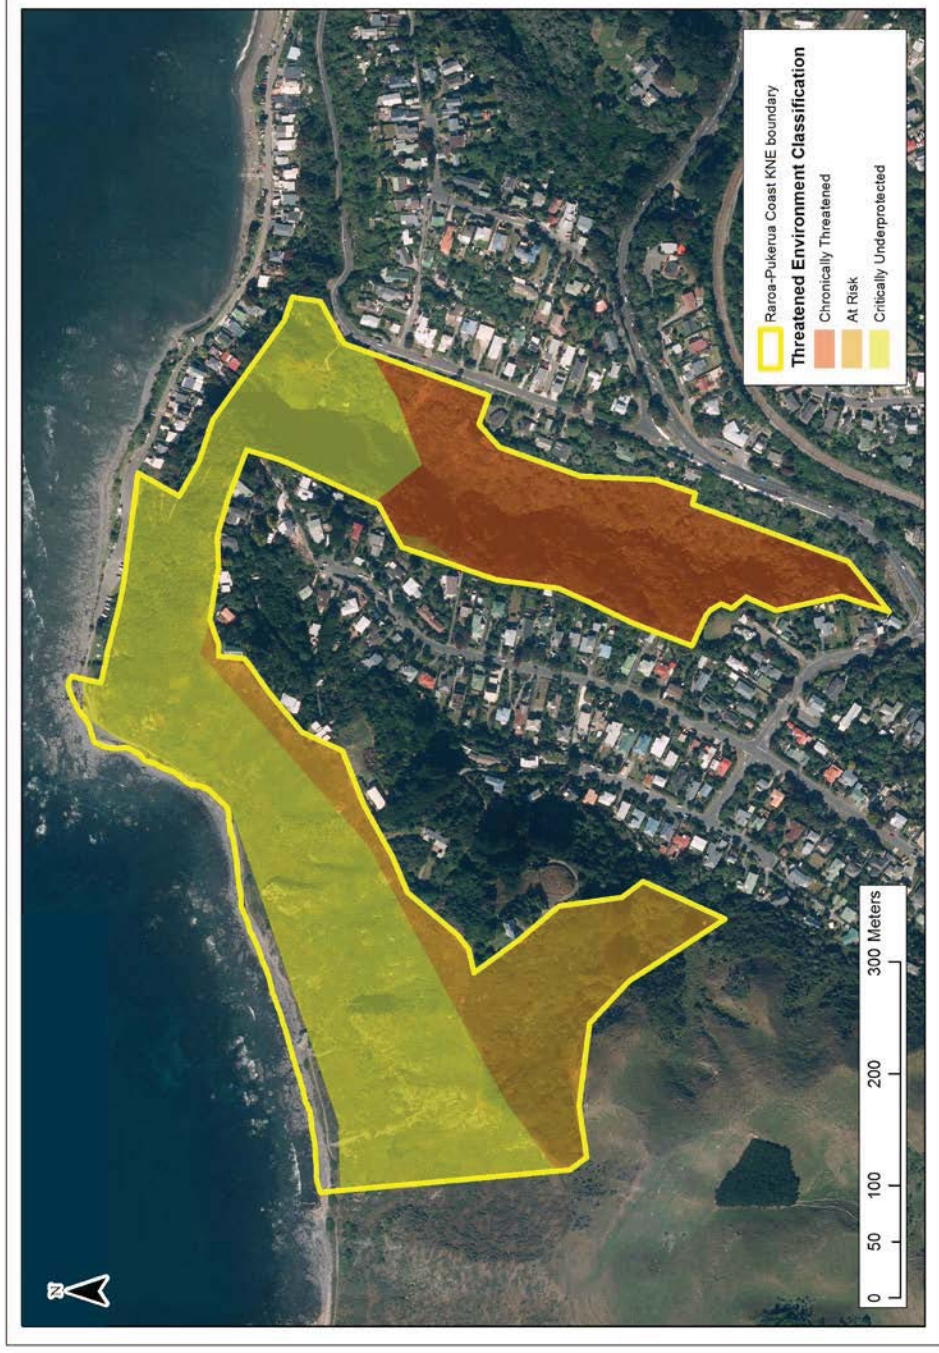 N
Raroa-Pukerua Coast KNE boundary
Threatened Environment Classification
Chronically Threatened
At Risk
Critically Underprotected
0 50 100 200 300 Meters